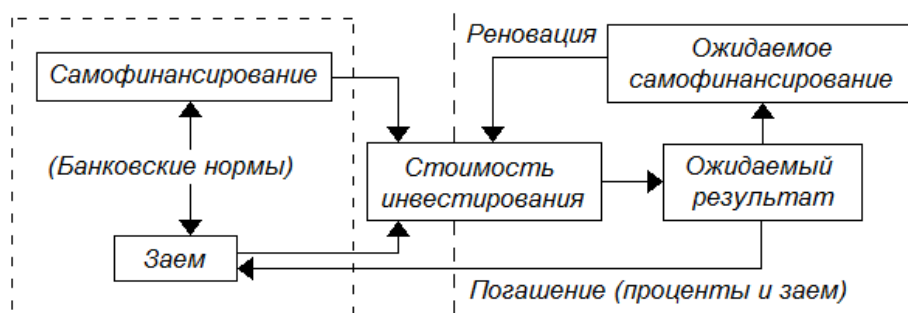 Реновация
Ожидаемое
самофинансирование
Самофинансирование
(Банковские нормы)
Стоимость
инвестирования
Ожидаемый
результат
Заем
Погашение (проценты и заем)